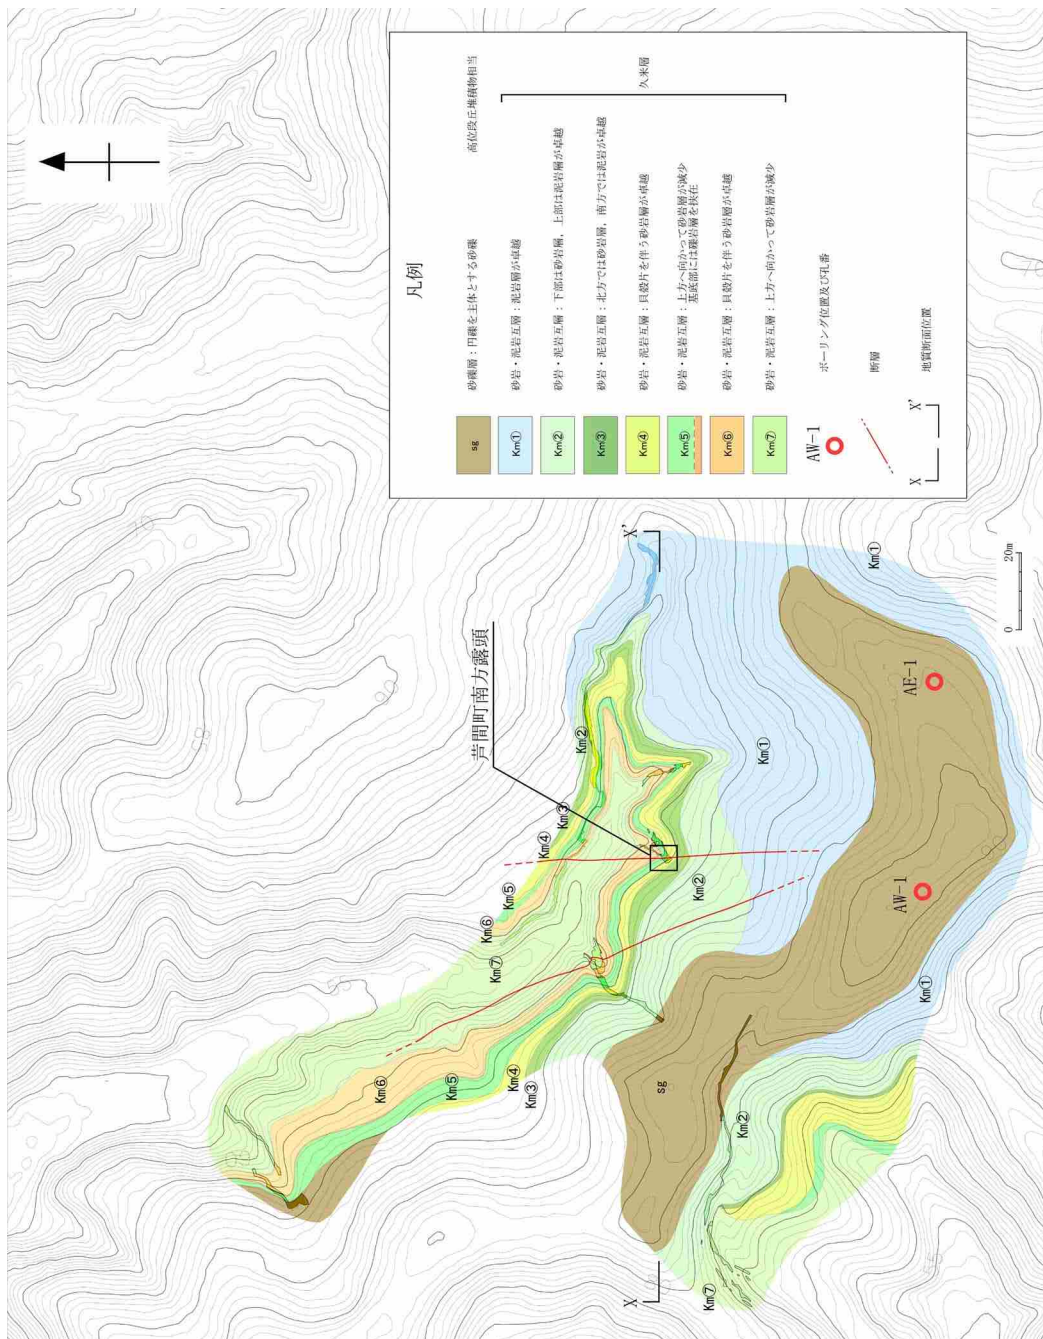 凡例
sg
砂礫層：円礫を主体とする砂礫
高位段丘堆積物相当
Km①
砂岩・泥岩互層：泥岩層が卓越
Km②
砂岩・泥岩互層：下部は砂岩層，上部は泥岩層が卓越
Km③
砂岩・泥岩互層：北方では砂岩層，南方では泥岩が卓越
Km④
砂岩・泥岩互層：貝殻片を伴う砂岩層が卓越
Km⑤
砂岩・泥岩互層：上方へ向かって砂岩層が減少
基底部には礫岩層を挟在
Km⑥
砂岩・泥岩互層：貝殻片を伴う砂岩層が卓越
Km⑦
砂岩・泥岩互層：上方へ向かって砂岩層が減少
久米層
AW-1
ボーリング位置及び孔番
断層
X X'
地質断面位置
芦間町南方露頭
X
X'
Km⑦
Km②
sg
Km⑥
Km⑤
Km④
Km③
Km⑦
Km⑥
Km⑤
Km④
Km③
Km②
Km②
Km①
Km①
Km①
AW-1
AE-1
0 20m